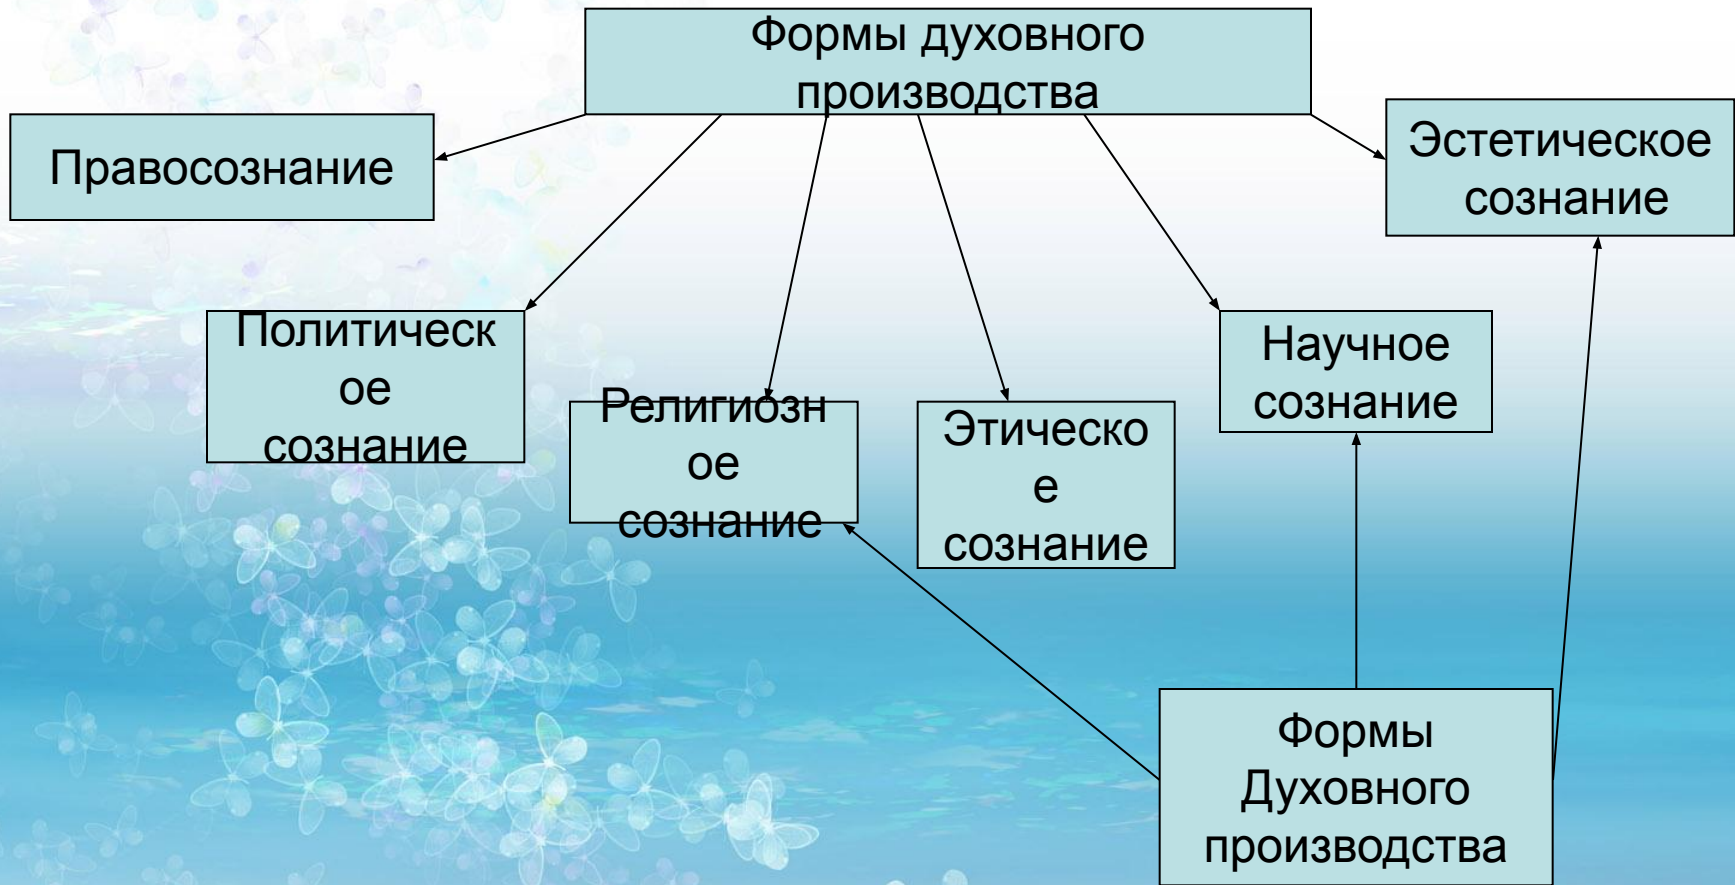 Формы духовного
производства
Правосознание
Эстетическое
сознание
Политическ
ое
сознание
Религиозн
ое
сознание
Этическо
е
сознание
Научное
сознание
Формы
Духовного
производства